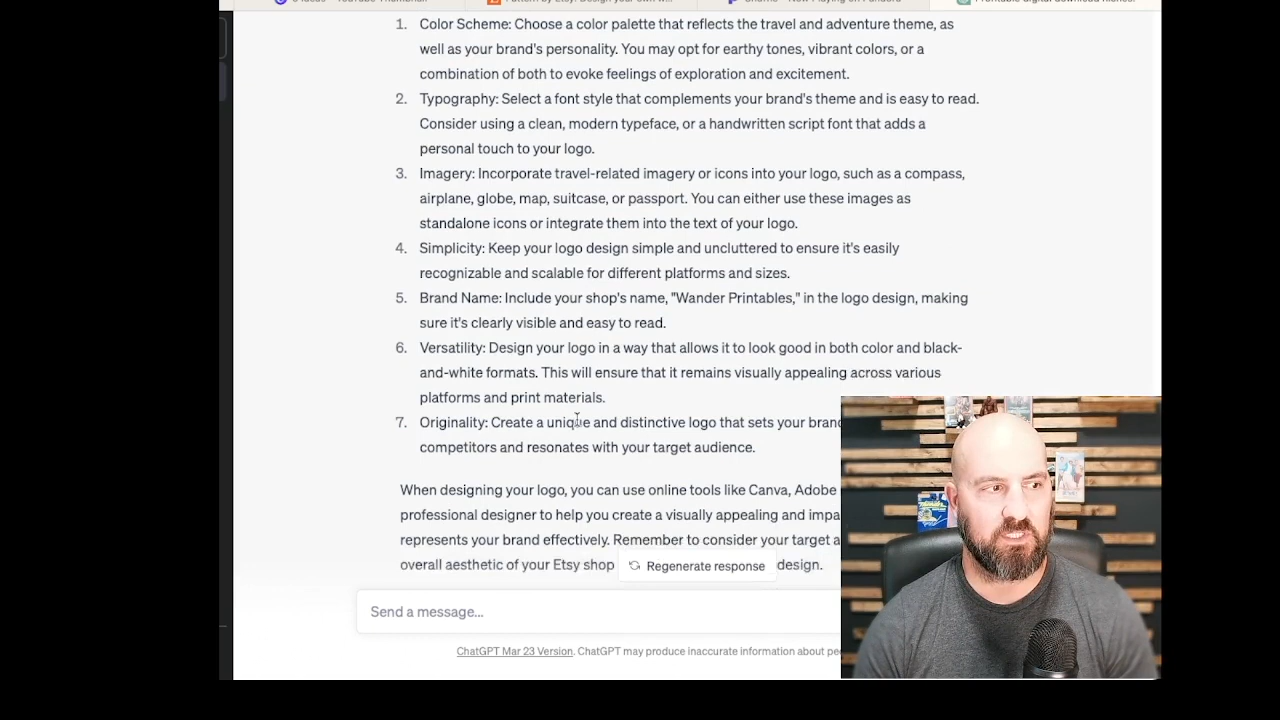 1. Color Scheme: Choose a color palette that reflects the travel and adventure theme, as
well as your brand's personality. You may opt for earthy tones, vibrant colors, or a
combination of both to evoke feelings of exploration and excitement.
2. Typography: Select a font style that complements your brand's theme and is easy to read.
Consider using a clean, modern typeface, or a handwritten script font that adds a
personal touch to your logo.
3. Imagery: Incorporate travel-related imagery or icons into your logo, such as a compass,
airplane, globe, map, suitcase, or passport. You can either use these images as
standalone icons or integrate them into the text of your logo.
4. Simplicity: Keep your logo design simple and uncluttered to ensure it's easily
recognizable and scalable for different platforms and sizes.
5. Brand Name: Include your shop's name, "Wander Printables," in the logo design, making
sure it's clearly visible and easy to read.
6. Versatility: Design your logo in a way that allows it to look good in both color and black-
and-white formats. This will ensure that it remains visually appealing across various
platforms and print materials.
7. Originality: Create a unique and distinctive logo that sets your bran
competitors and resonates with your target audience.
When designing your logo, you can use online tools like Canva, Adobe
professional designer to help you create a visually appealing and impa
represents your brand effectively. Remember to consider your target a
overall aesthetic of your Etsy shop design.
Regenerate response
Send a message...
ChatGPT Mar 23 Version. ChatGPT may produce inaccurate information about pe